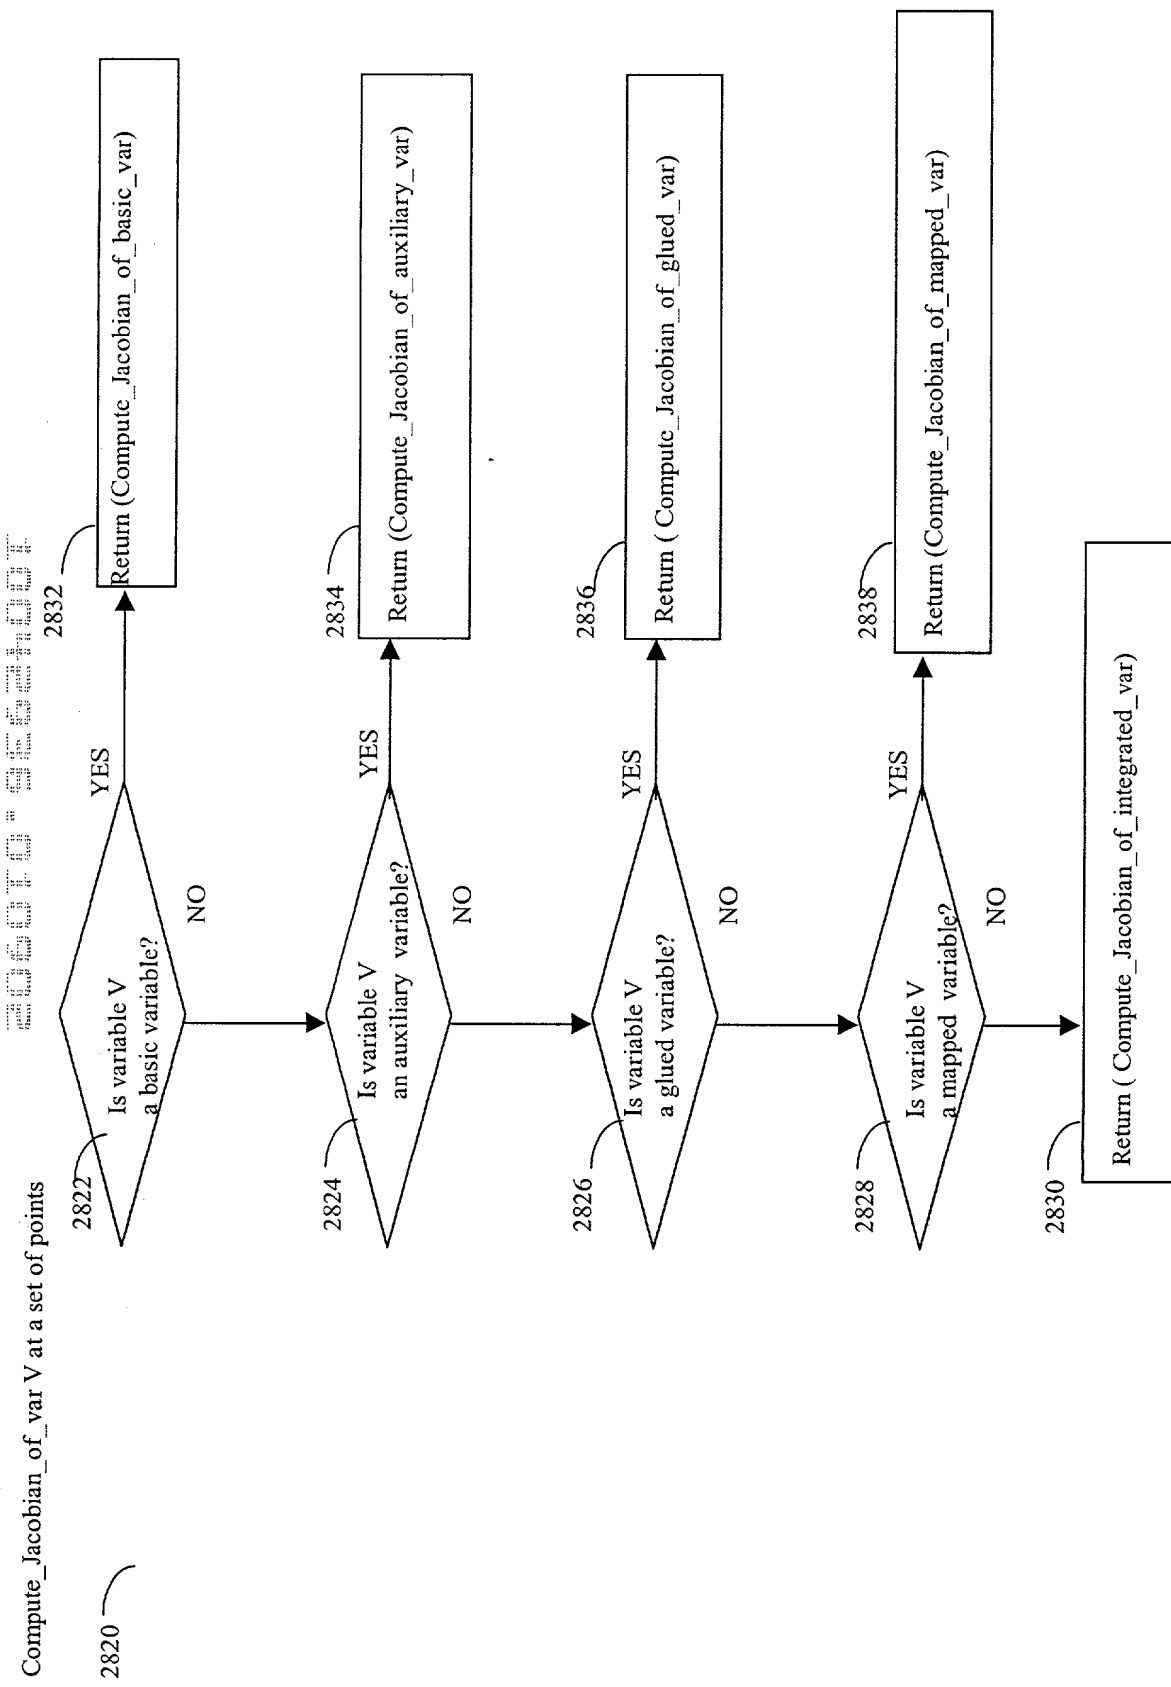 Compute_Jacobian_of_var V at a set of points
2820
2822
Is variable V
a basic variable?
YES
NO
2832
Return (Compute_Jacobian_of_basic_var)
2824
Is variable V
an auxiliary variable?
YES
NO
2834
Return (Compute_Jacobian_of_auxiliary_var)
2826
Is variable V
a glued variable?
YES
NO
2836
Return ( Compute_Jacobian_of_glued_var)
2828
Is variable V
a mapped variable?
YES
NO
2838
Return (Compute_Jacobian_of_mapped_var)
2830
Return ( Compute_Jacobian_of_integrated_var)